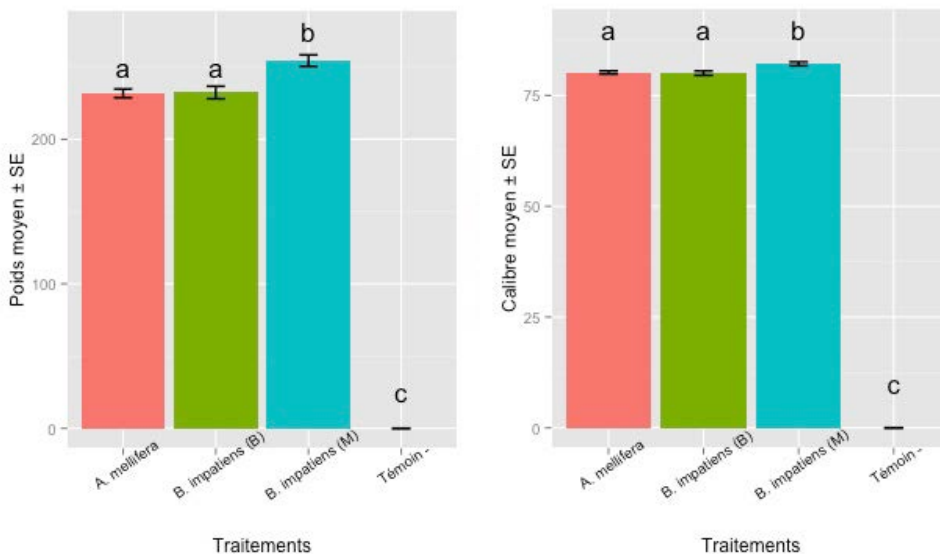 b
a
a
200
100
0
Poids moyen ± SE
A. mellifera
B. impatiens (B)
B. impatiens (M)
Témoin -
c
Traitements
a
a
b
75
50
25
0
Calibre moyen ± SE
c
A. mellifera
B. impatiens (B)
B. impatiens (M)
Témoin -
Traitements